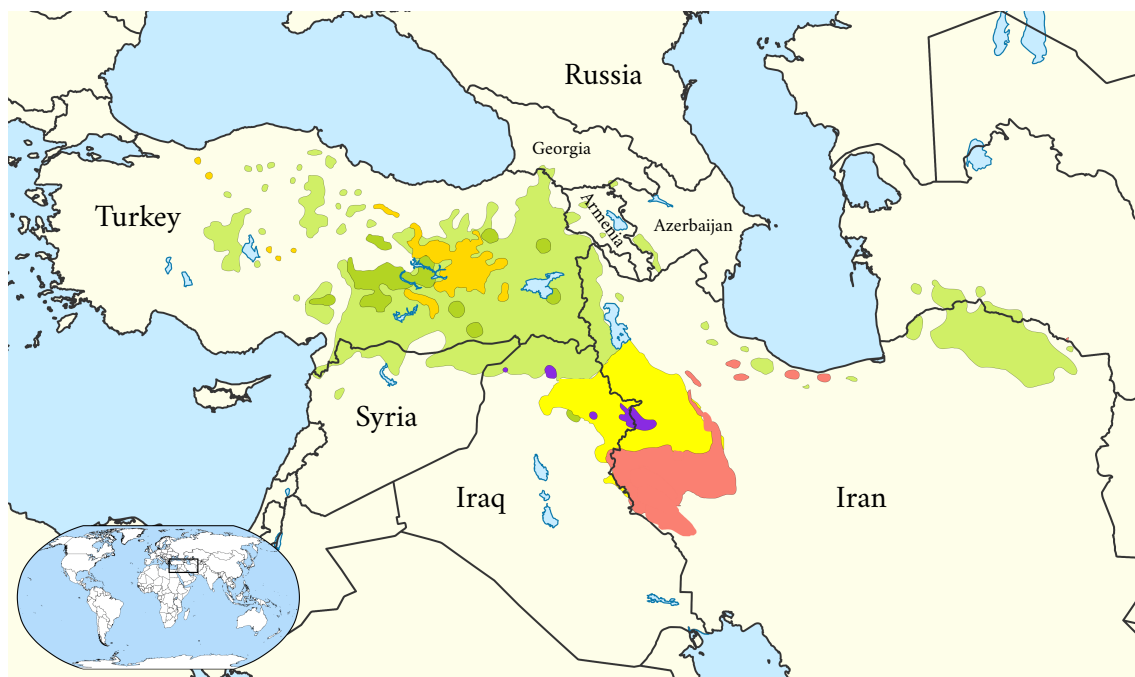 Russia
Georgia
Turkey
Armenia
Azerbaijan
Syria
Iraq
Iran